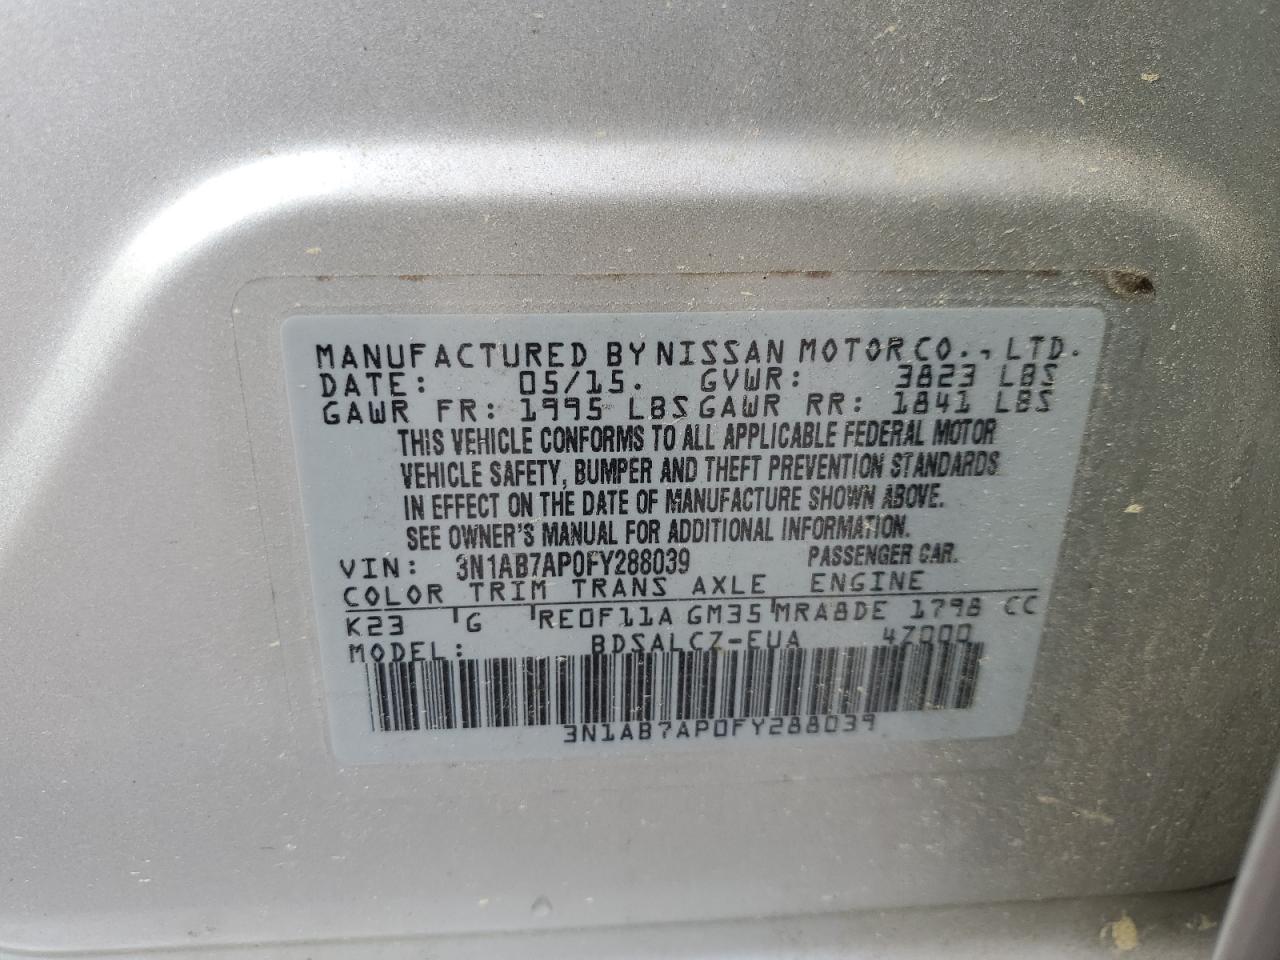 MANUFACTURED BY NISSAN MOTOR CO., LTD.
DATE: 05/15. GVWR: 3823 LBS
GAWR FR: 1995 LBS GAWR RR: 1841 LBS
THIS VEHICLE CONFORMS TO ALL APPLICABLE FEDERAL MOTOR
VEHICLE SAFETY, BUMPER AND THEFT PREVENTION STANDARDS
IN EFFECT ON THE DATE OF MANUFACTURE SHOWN ABOVE.
SEE OWNER'S MANUAL FOR ADDITIONAL INFORMATION.
VIN: 3N1AB7AP0FY288039 PASSENGER CAR.
COLOR TRIM TRANS AXLE ENGINE
K23 G RE0F11A GM35 MRA8DE 1798 CC
MODEL: BDSALCZ-EUA 4Z000
3N1AB7AP0FY288039